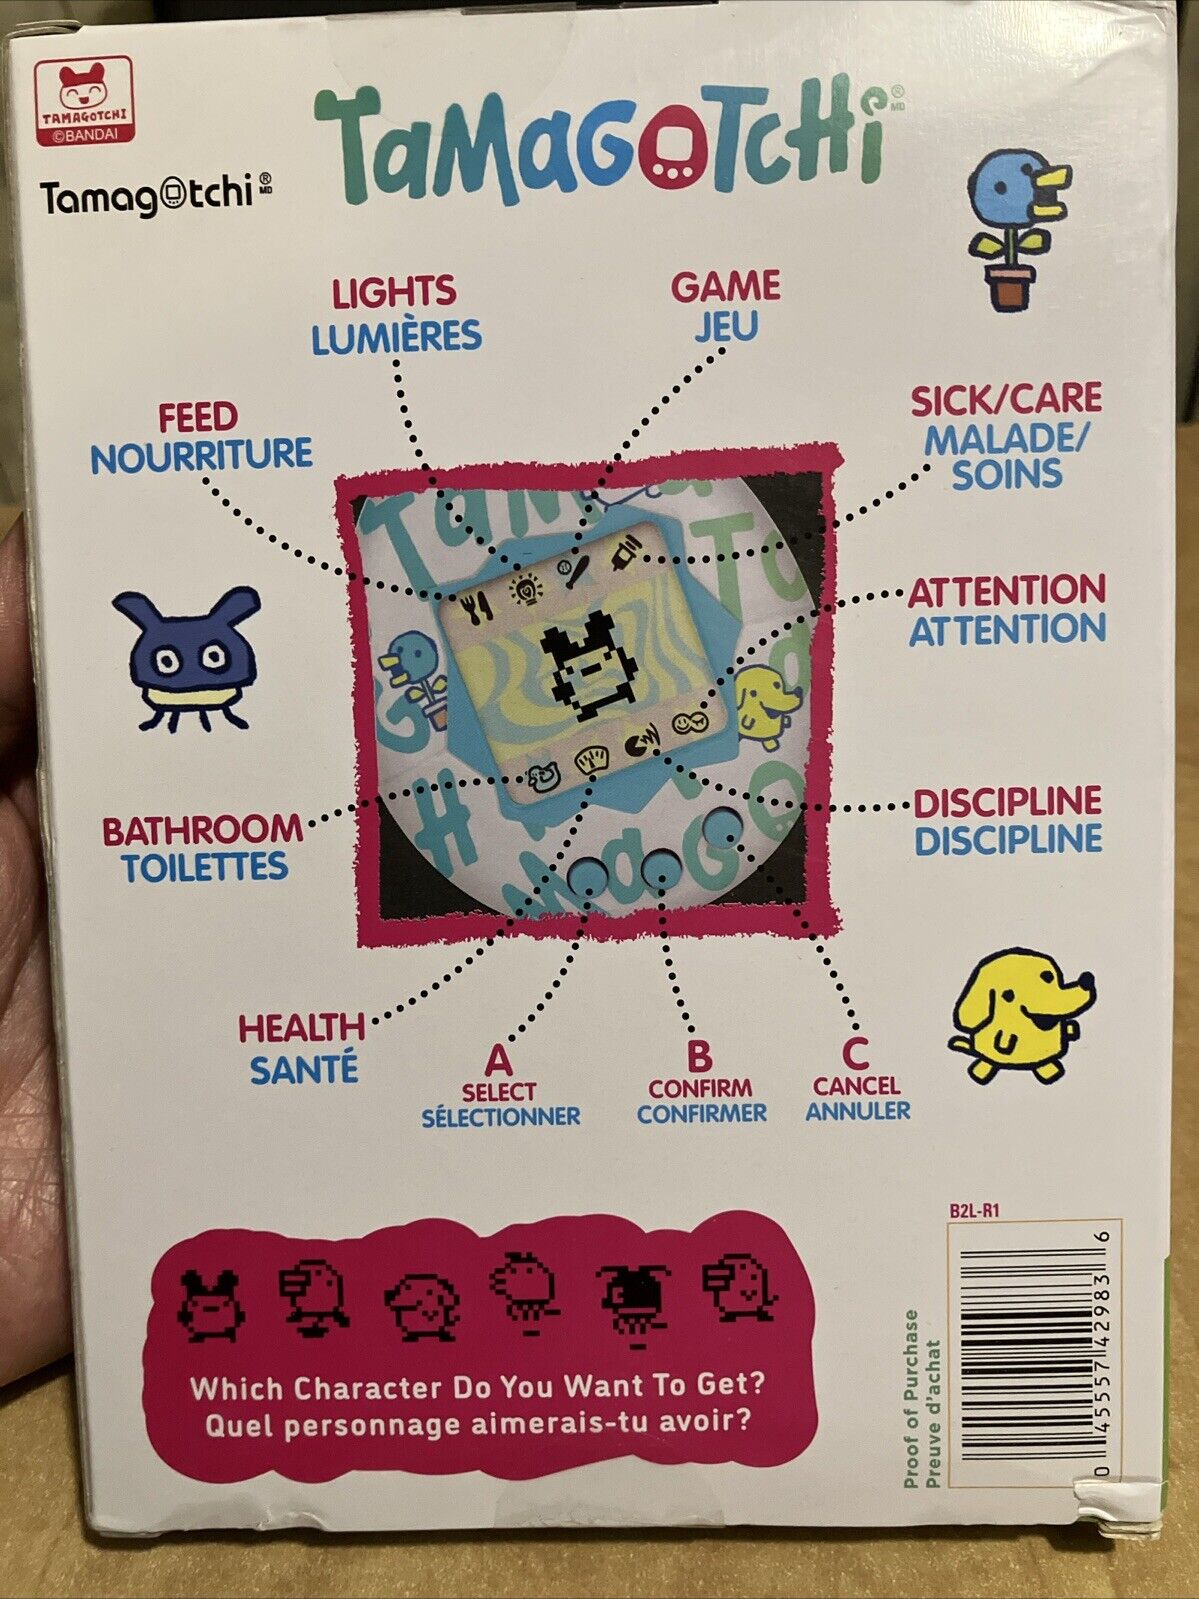 TAMAGOTCHI
©BANDAI
Tamagotchi® MD
TaMaGOTCHi® MD
LIGHTS
LUMIÈRES
GAME
JEU
FEED
NOURRITURE
SICK/CARE
MALADE/
SOINS
ATTENTION
ATTENTION
BATHROOM
TOILETTES
DISCIPLINE
DISCIPLINE
HEALTH
SANTÉ
A
SELECT
SÉLECTIONNER
B
CONFIRM
CONFIRMER
C
CANCEL
ANNULER
Which Character Do You Want To Get?
Quel personnage aimerais-tu avoir?
B2L-R1
Proof of Purchase
Preuve d'achat
0 45557 42983 6